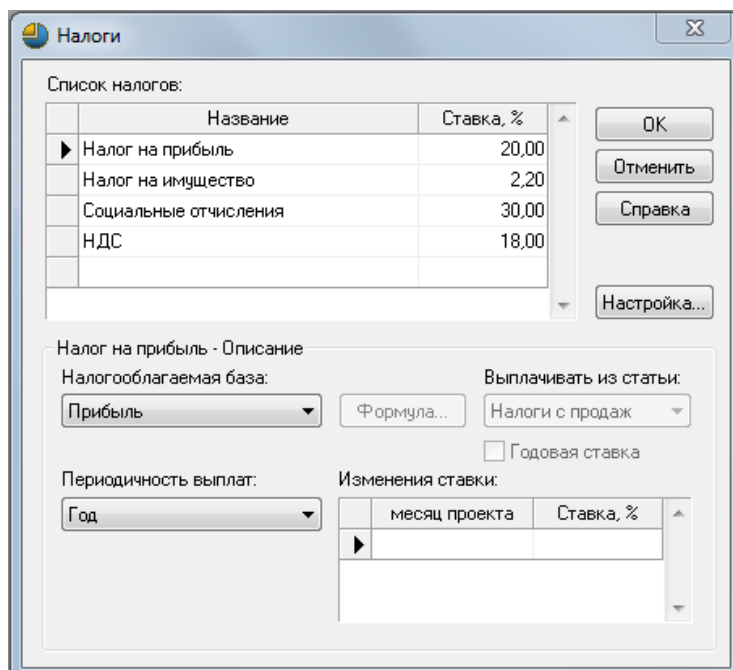 Налоги
Список налогов:
Название Ставка, %
Налог на прибыль 20,00
Налог на имущество 2,20
Социальные отчисления 30,00
НДС 18,00
OK
Отменить
Справка
Настройка...
Налог на прибыль - Описание
Налогооблагаемая база: Выплачивать из статьи:
Прибыль Формула... Налоги с продаж
Годовая ставка
Периодичность выплат: Изменения ставки:
Год месяц проекта Ставка, %